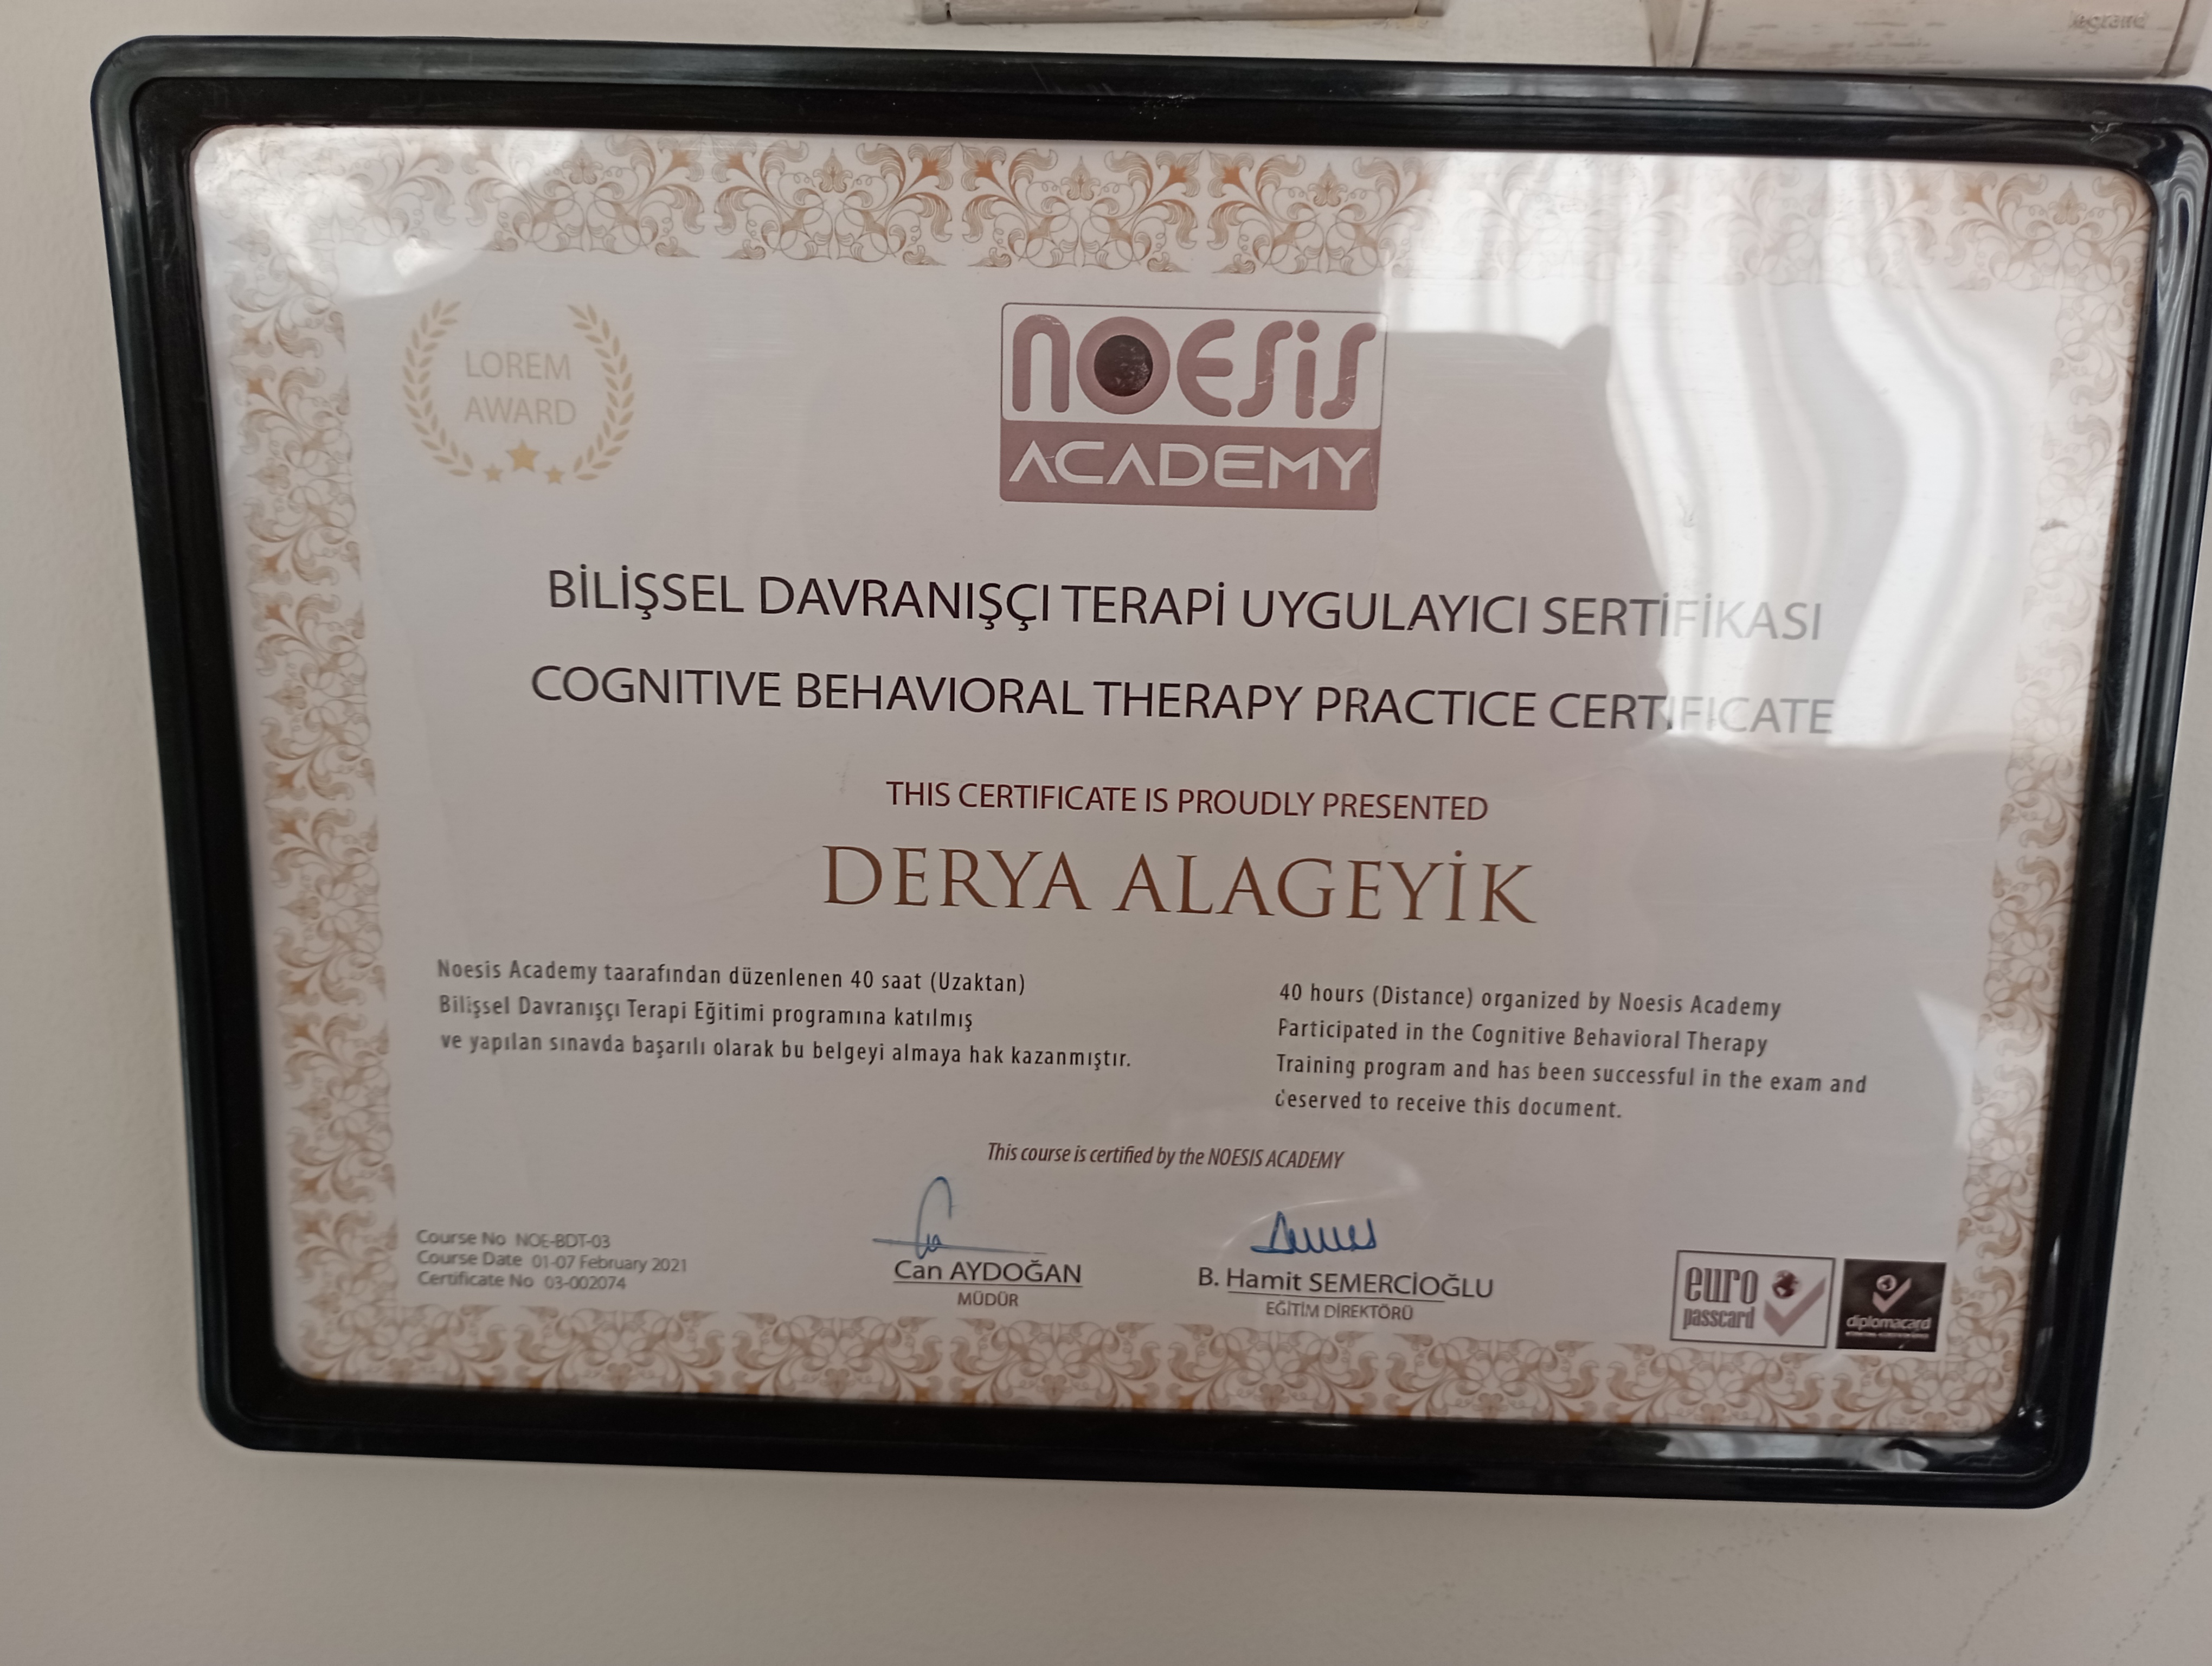 legrand
LOREM
AWARD
NOESiS
ACADEMY
BİLİŞSEL DAVRANIŞÇI TERAPİ UYGULAYICI SERTİFİKASI
COGNITIVE BEHAVIORAL THERAPY PRACTICE CERTIFICATE
THIS CERTIFICATE IS PROUDLY PRESENTED
DERYA ALAGEYİK
Noesis Academy taarafından düzenlenen 40 saat (Uzaktan)
Bilişsel Davranışçı Terapi Eğitimi programına katılmış
ve yapılan sınavda başarılı olarak bu belgeyi almaya hak kazanmıştır.
40 hours (Distance) organized by Noesis Academy
Participated in the Cognitive Behavioral Therapy
Training program and has been successful in the exam and
deserved to receive this document.
This course is certified by the NOESIS ACADEMY
Course No NOE-BDT-03
Course Date 01-07 February 2021
Certificate No 03-002074
Can AYDOĞAN
MÜDÜR
B. Hamit SEMERCİOĞLU
EĞİTİM DİREKTÖRÜ
euro
passcard
diplomacard